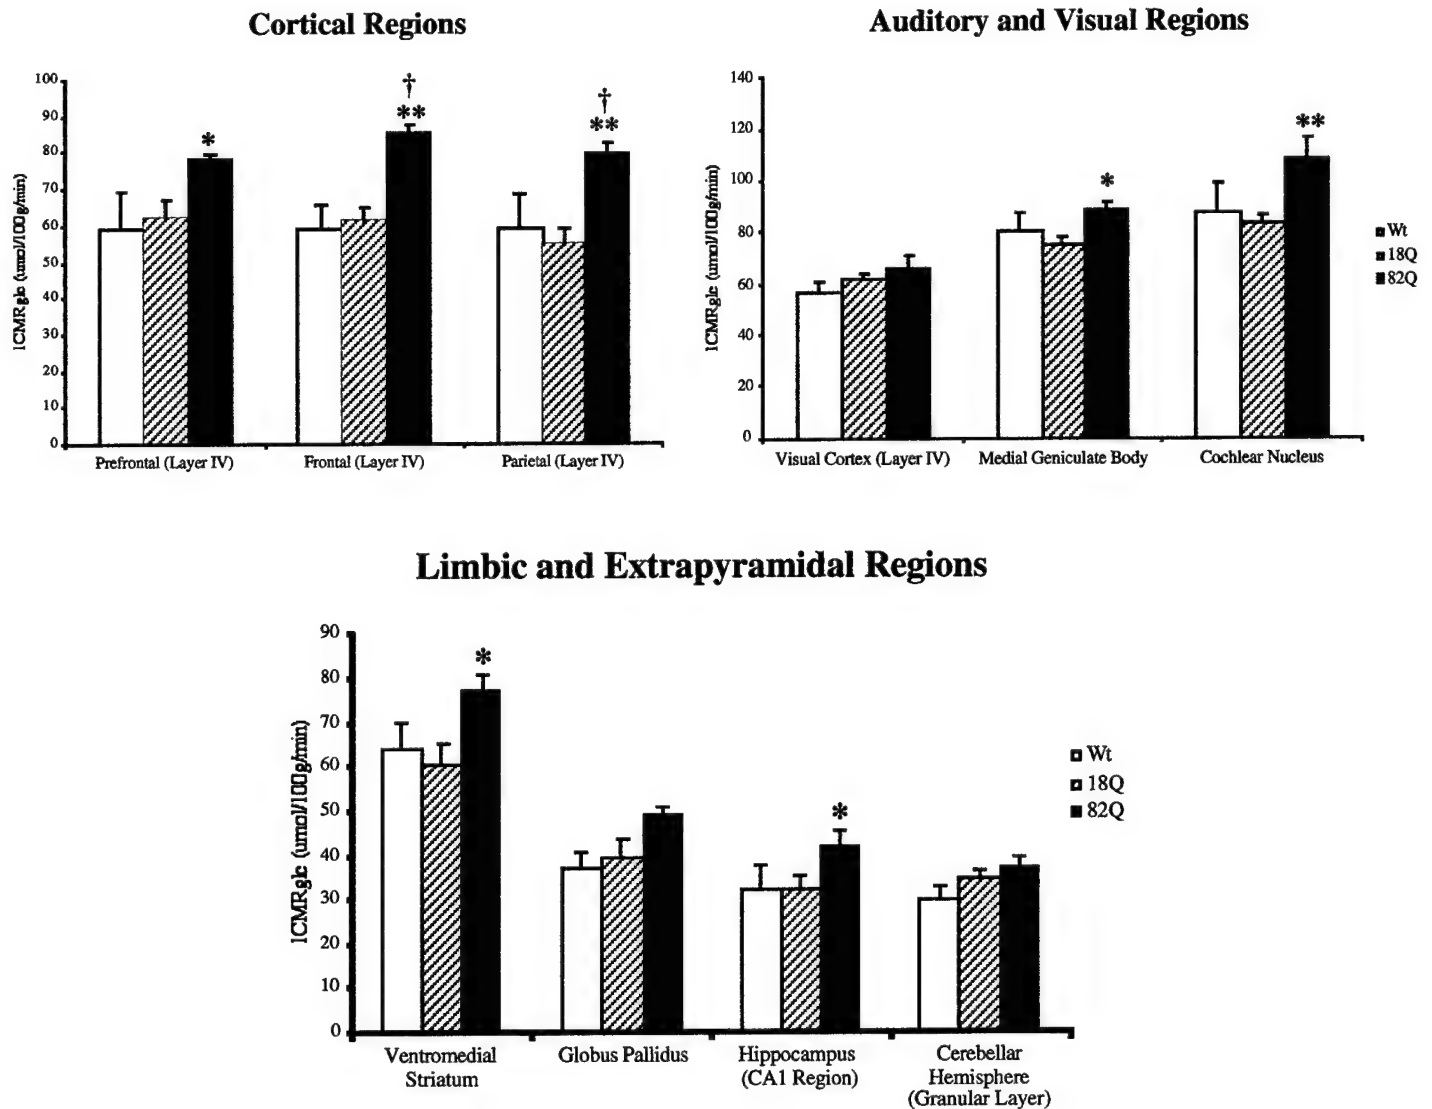 Cortical Regions
100
90
80
70
60
50
40
30
20
10
0
lCMRglc (umol/100g/min)
*
†
**
†
**
Prefrontal (Layer IV)
Frontal (Layer IV)
Parietal (Layer IV)
Auditory and Visual Regions
140
120
100
80
60
40
20
0
lCMRglc (umol/100g/min)
*
**
Visual Cortex (Layer IV)
Medial Geniculate Body
Cochlear Nucleus
Wt
18Q
82Q
Limbic and Extrapyramidal Regions
90
80
70
60
50
40
30
20
10
0
lCMRglc (umol/100g/min)
*
*
Ventromedial
Striatum
Globus Pallidus
Hippocampus
(CA1 Region)
Cerebellar
Hemisphere
(Granular Layer)
Wt
18Q
82Q